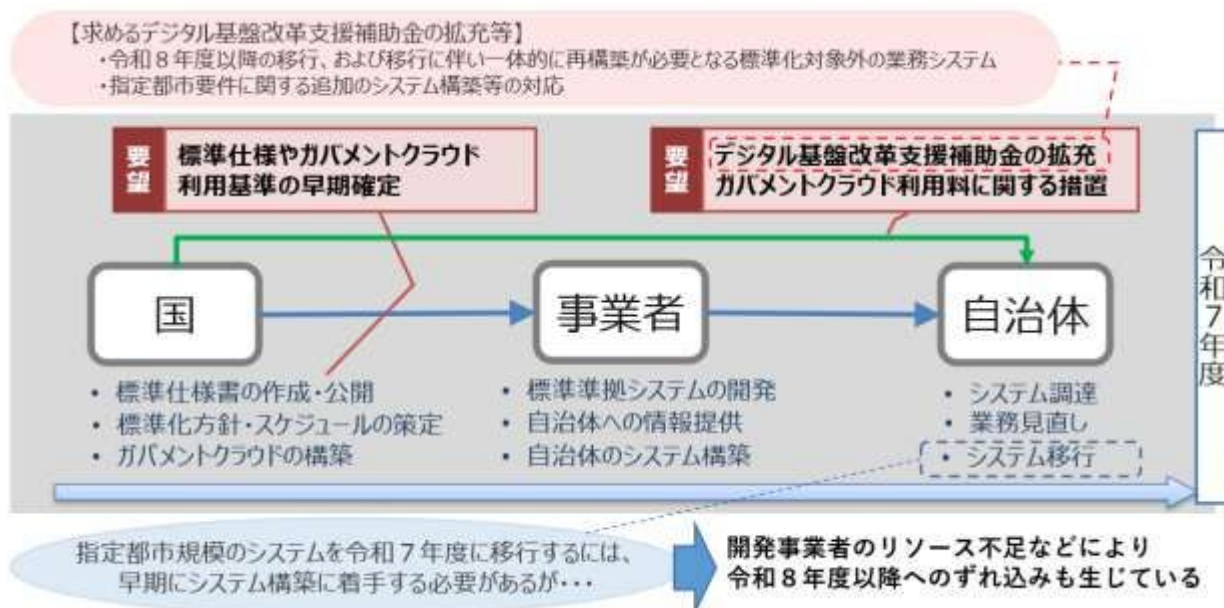 【求めるデジタル基盤改革支援補助金の拡充等】
・令和８年度以降の移行、および移行に伴い一体的に再構築が必要となる標準化対象外の業務システム
・指定都市要件に関する追加のシステム構築等の対応
要望
標準仕様やガバメントクラウド
利用基準の早期確定
要望
デジタル基盤改革支援補助金の拡充
ガバメントクラウド利用料に関する措置
国
事業者
自治体
令和７年度
• 標準仕様書の作成・公開
• 標準化方針・スケジュールの策定
• ガバメントクラウドの構築
• 標準準拠システムの開発
• 自治体への情報提供
• 自治体のシステム構築
• システム調達
• 業務見直し
• システム移行
指定都市規模のシステムを令和７年度に移行するには、
早期にシステム構築に着手する必要があるが・・・
開発事業者のリソース不足などにより
令和８年度以降へのずれ込みも生じている